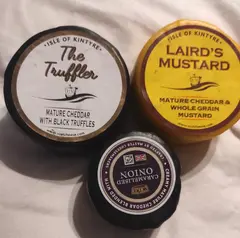 ISLE OF KINTYRE
The
Truffler
MATURE CHEDDAR
WITH BLACK TRUFFLES
ISLE OF KINTYRE
LAIRD'S
MUSTARD
MATURE CHEDDAR &
WHOLE GRAIN
MUSTARD
CARAMELISED
ONION